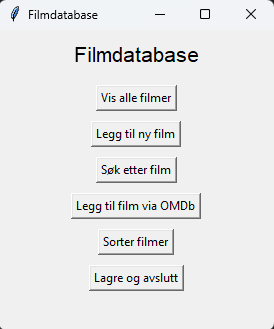 Filmdatabase
Filmdatabase
Vis alle filmer
Legg til ny film
Søk etter film
Legg til film via OMDb
Sorter filmer
Lagre og avslutt